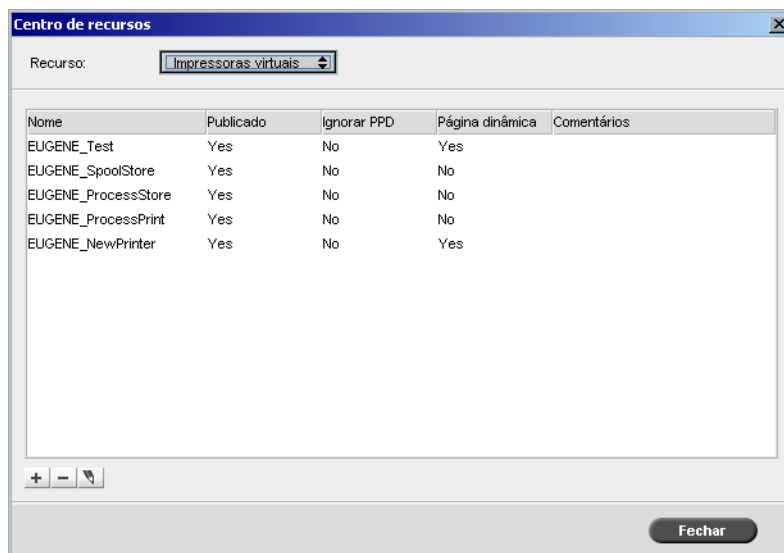 Centro de recursos
Recurso: Impressoras virtuais
Nome Publicado Ignorar PPD Página dinâmica Comentários
EUGENE_Test Yes No Yes
EUGENE_SpoolStore Yes No No
EUGENE_ProcessStore Yes No No
EUGENE_ProcessPrint Yes No No
EUGENE_NewPrinter Yes No Yes
Fechar